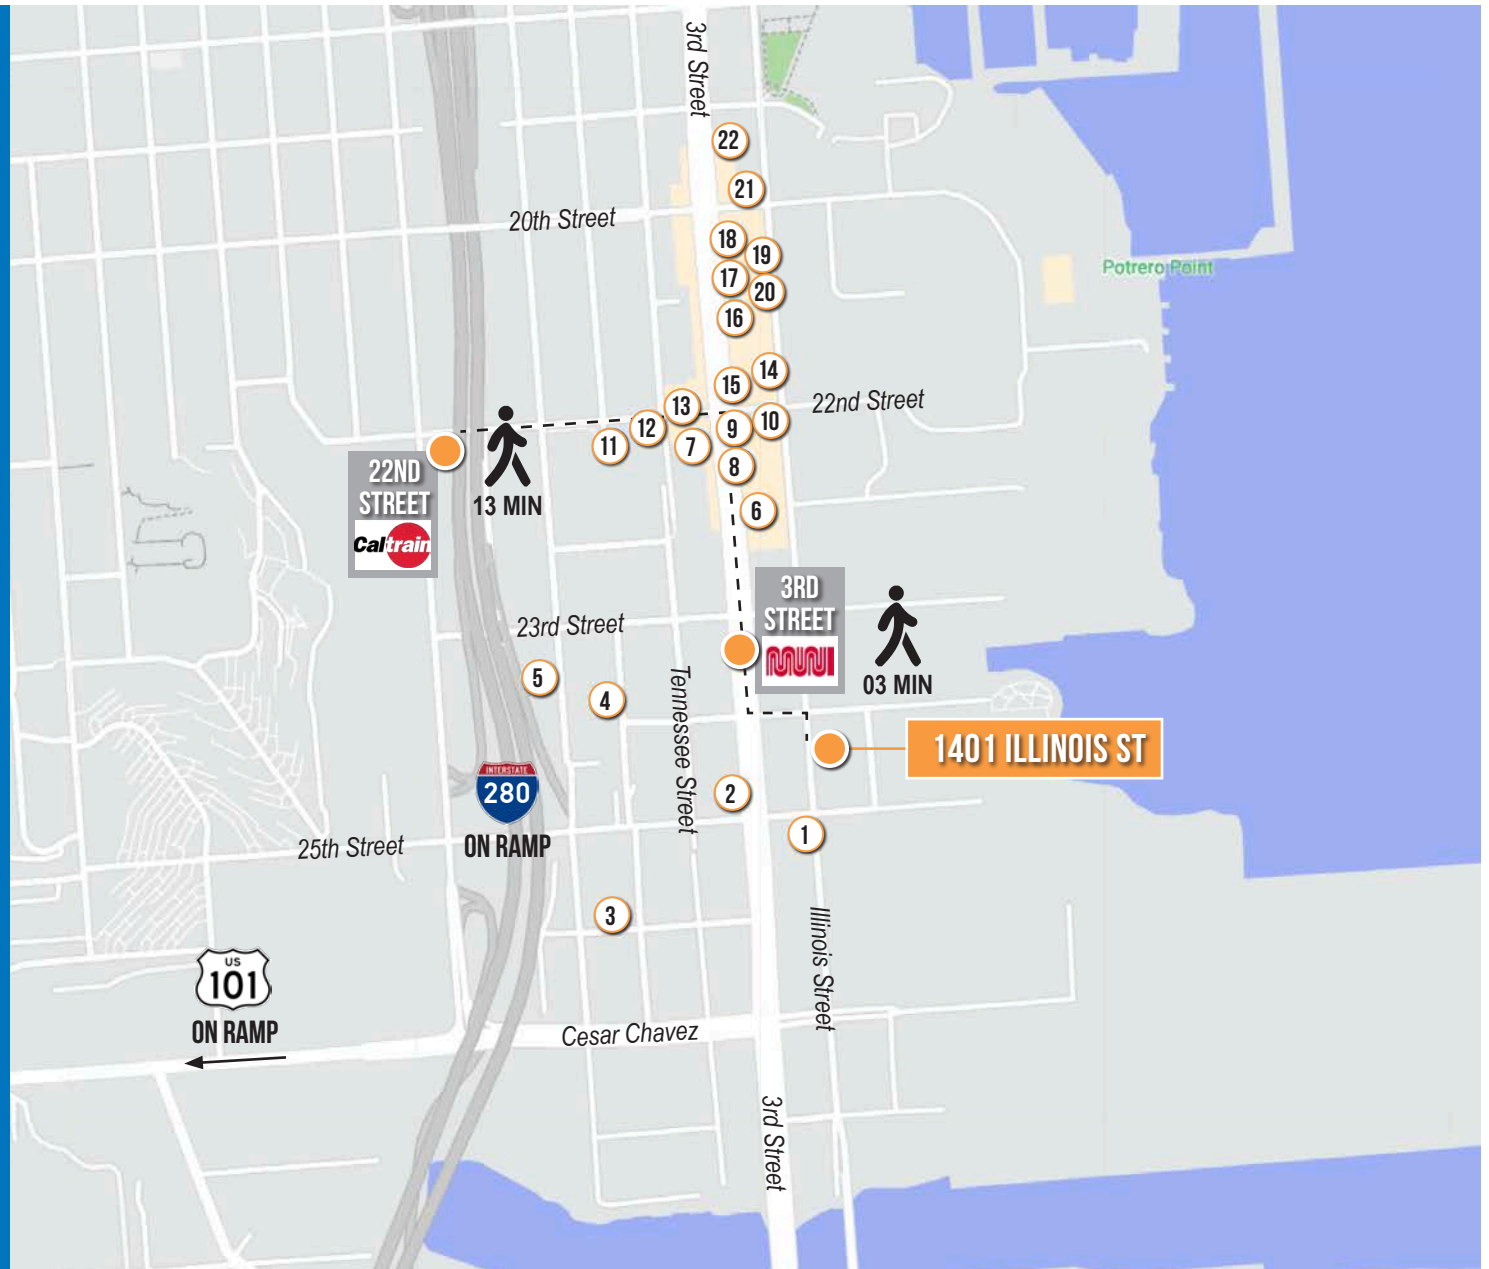 3rd Street
22
21
20th Street
18
19
17
20
16
Potrero Point
14
15
13
22nd Street
10
12
9
11
7
8
22ND
STREET
Caltrain
13 MIN
6
3RD
STREET
MUNI
03 MIN
23rd Street
5
4
Tennessee Street
1401 ILLINOIS ST
INTERSTATE
280
ON RAMP
2
1
25th Street
3
Illinois Street
US
101
ON RAMP
Cesar Chavez
3rd Street